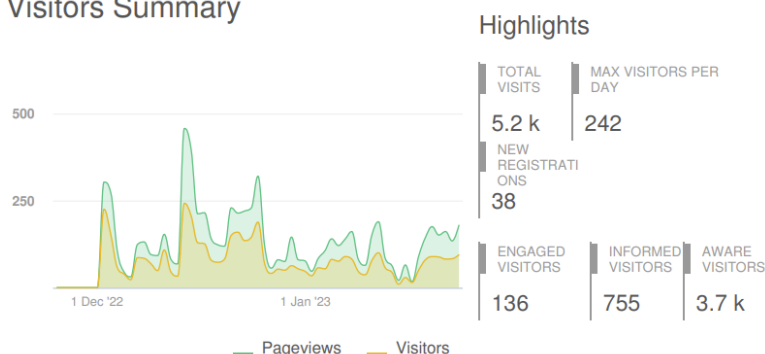 Visitors Summary
500
250
1 Dec '22
1 Jan '23
Pageviews
Visitors
Highlights
TOTAL
VISITS
5.2 k
MAX VISITORS PER
DAY
242
NEW
REGISTRATI
ONS
38
ENGAGED
VISITORS
136
INFORMED
VISITORS
755
AWARE
VISITORS
3.7 k